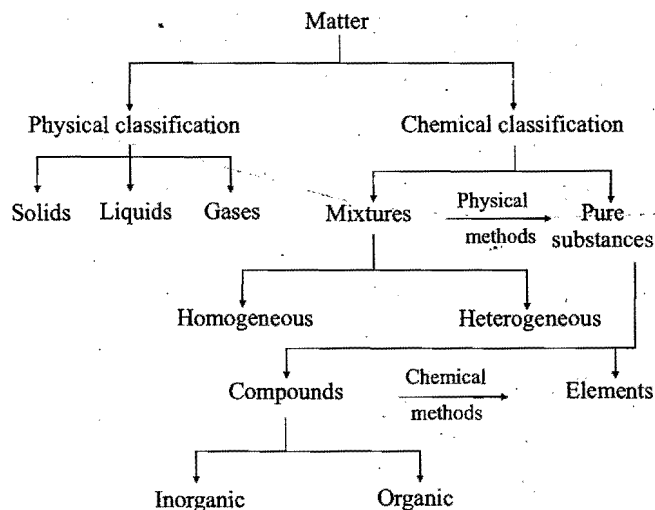 Matter
Physical classification
Chemical classification
Solids
Liquids
Gases
Mixtures
Physical
methods
Pure
substances
Homogeneous
Heterogeneous
Compounds
Chemical
methods
Elements
Inorganic
Organic